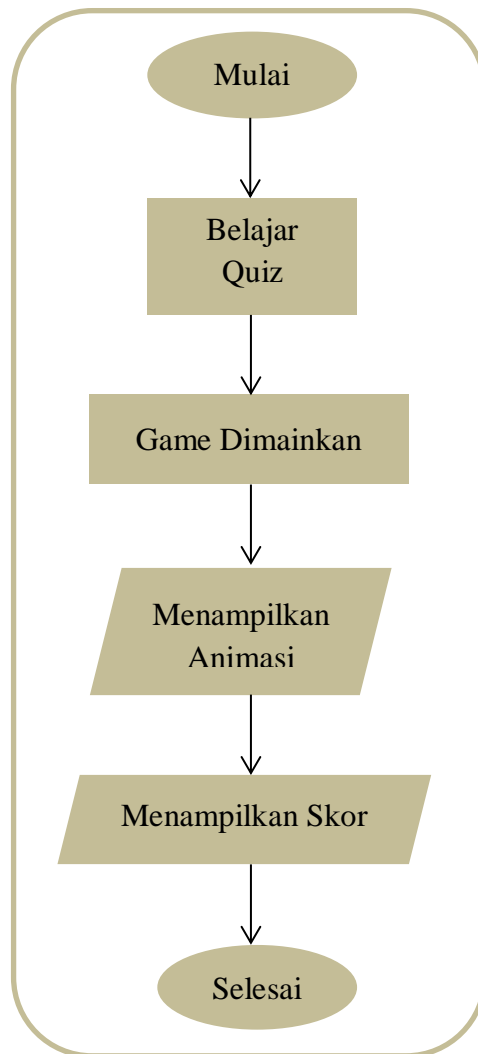 Mulai
Belajar
Quiz
Game Dimainkan
Menampilkan
Animasi
Menampilkan Skor
Selesai